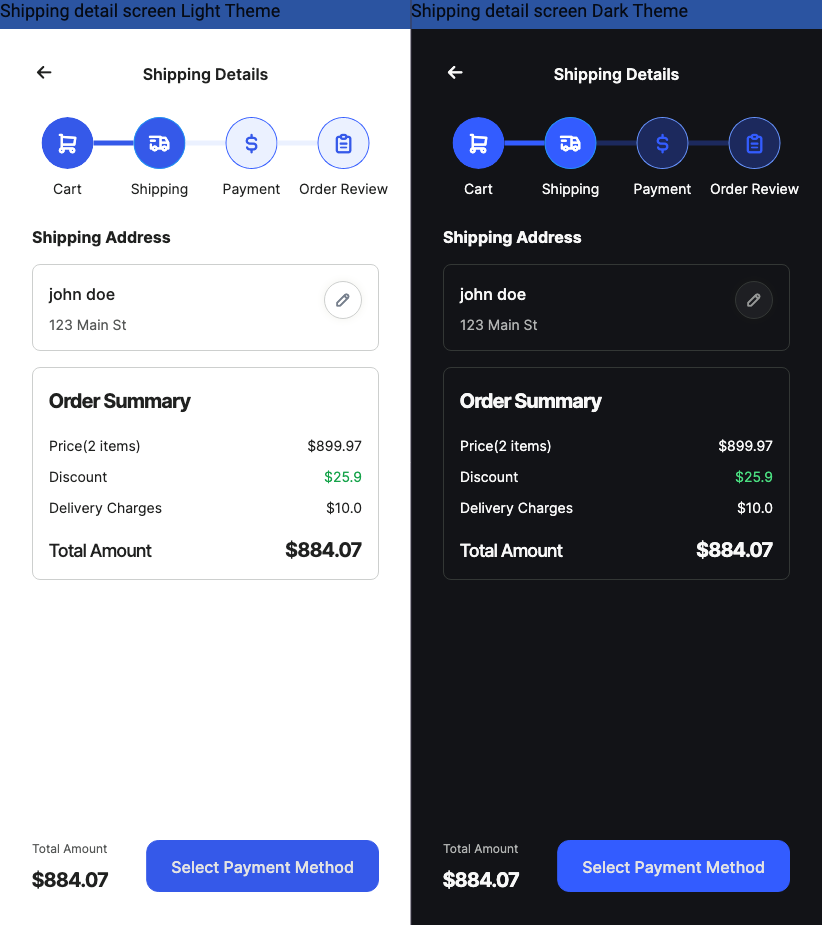 Shipping detail screen Light Theme
Shipping Details
Cart
Shipping
Payment
Order Review
Shipping Address
john doe
123 Main St
Order Summary
Price(2 items) $899.97
Discount $25.9
Delivery Charges $10.0
Total Amount $884.07
Total Amount
$884.07
Select Payment Method
Shipping detail screen Dark Theme
Shipping Details
Cart
Shipping
Payment
Order Review
Shipping Address
john doe
123 Main St
Order Summary
Price(2 items) $899.97
Discount $25.9
Delivery Charges $10.0
Total Amount $884.07
Total Amount
$884.07
Select Payment Method